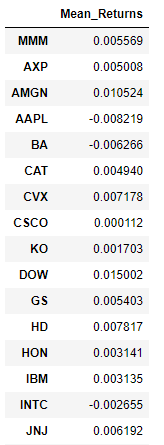 Mean_Returns
MMM 0.005569
AXP 0.005008
AMGN 0.010524
AAPL -0.008219
BA -0.006266
CAT 0.004940
CVX 0.007178
CSCO 0.000112
KO 0.001703
DOW 0.015002
GS 0.005403
HD 0.007817
HON 0.003141
IBM 0.003135
INTC -0.002655
JNJ 0.006192